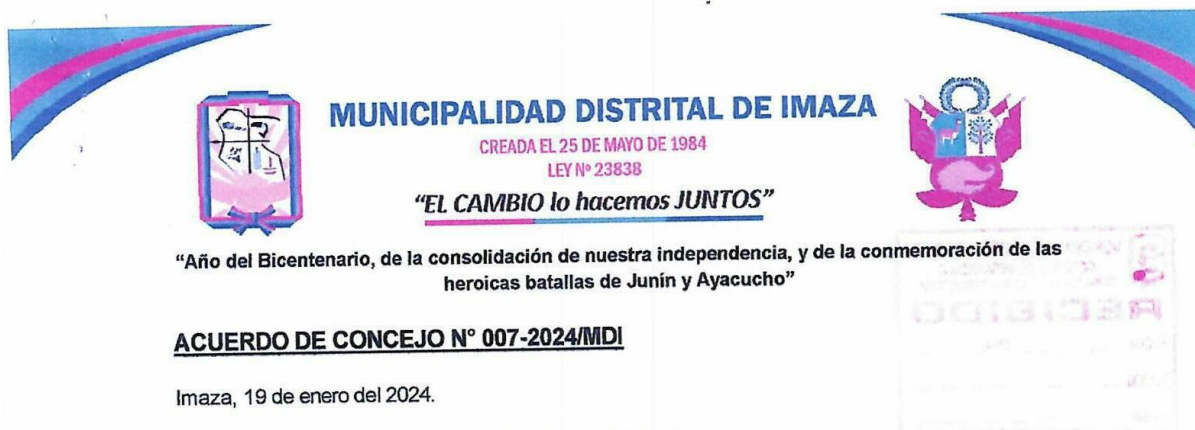 MUNICIPALIDAD DISTRITAL DE IMAZA
CREADA EL 25 DE MAYO DE 1984
LEY Nº 23838
"EL CAMBIO lo hacemos JUNTOS"
"Año del Bicentenario, de la consolidación de nuestra independencia, y de la conmemoración de las
heroicas batallas de Junín y Ayacucho"
RECIBIDO
ACUERDO DE CONCEJO N° 007-2024/MDI
Imaza, 19 de enero del 2024.